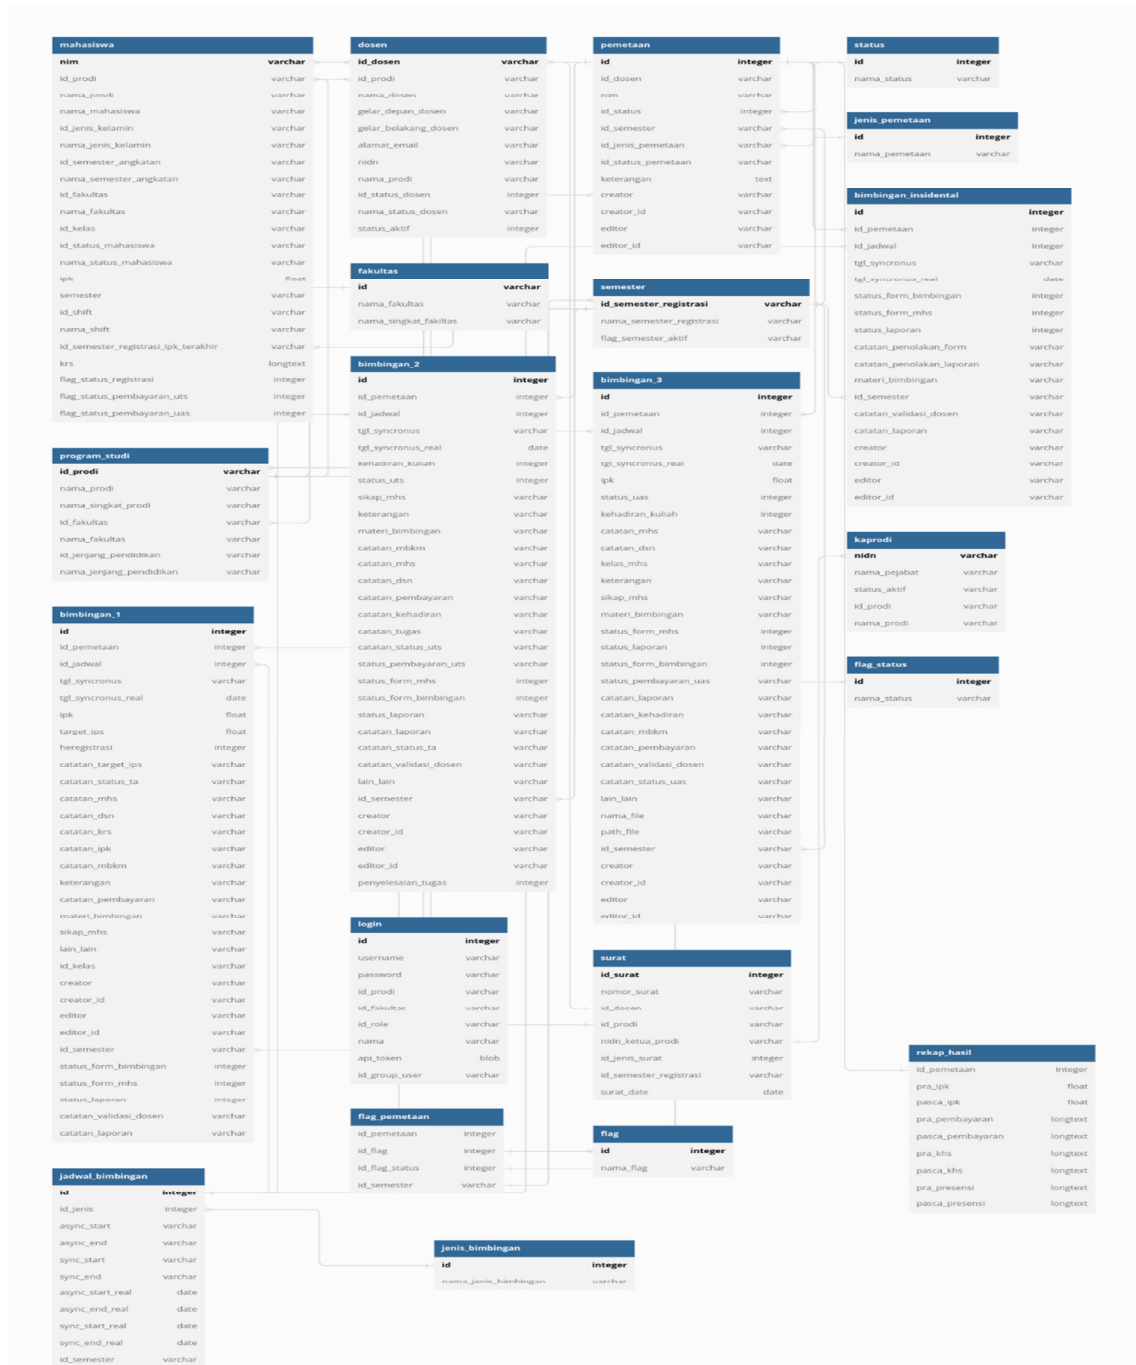 mahasiswa
nim varchar
id_prodi varchar
nama_prodi varchar
nama_mahasiswa varchar
id_jenis_kelamin varchar
nama_jenis_kelamin varchar
id_semester_angkatan varchar
nama_semester_angkatan varchar
id_fakultas varchar
nama_fakultas varchar
id_kelas varchar
id_status_mahasiswa varchar
nama_status_mahasiswa varchar
ipk float
semester varchar
id_shift varchar
nama_shift varchar
id_semester_registrasi_ipk_terakhir varchar
krs longtext
flag_status_registrasi integer
flag_status_pembayaran_uts integer
flag_status_pembayaran_uas integer
program_studi
id_prodi varchar
nama_prodi varchar
nama_singkat_prodi varchar
id_fakultas varchar
nama_fakultas varchar
id_jenjang_pendidikan varchar
nama_jenjang_pendidikan varchar
bimbingan_1
id integer
id_pemetaan integer
id_jadwal integer
tgl_syncronus varchar
tgl_syncronus_real date
ipk float
target_ips float
heregistrasi integer
catatan_target_ips varchar
catatan_status_ta varchar
catatan_mhs varchar
catatan_dsn varchar
catatan_krs varchar
catatan_ipk varchar
catatan_mbkm varchar
keterangan varchar
catatan_pembayaran varchar
materi_bimbingan varchar
sikap_mhs varchar
lain_lain varchar
id_kelas varchar
creator varchar
creator_id varchar
editor varchar
editor_id varchar
id_semester varchar
status_form_bimbingan integer
status_form_mhs integer
status_laporan integer
catatan_validasi_dosen varchar
catatan_laporan varchar
jadwal_bimbingan
id integer
id_jenis integer
async_start varchar
async_end varchar
sync_start varchar
sync_end varchar
async_start_real date
async_end_real date
sync_start_real date
sync_end_real date
id_semester varchar
dosen
id_dosen varchar
id_prodi varchar
nama_dosen varchar
gelar_depan_dosen varchar
gelar_belakang_dosen varchar
alamat_email varchar
nidn varchar
nama_prodi varchar
id_status_dosen integer
nama_status_dosen varchar
status_aktif integer
fakultas
id varchar
nama_fakultas varchar
nama_singkat_fakiltas varchar
bimbingan_2
id integer
id_pemetaan integer
id_jadwal integer
tgl_syncronus varchar
tgl_syncronus_real date
kehadiran_kuliah integer
status_uts integer
sikap_mhs varchar
keterangan varchar
materi_bimbingan varchar
catatan_mbkm varchar
catatan_mhs varchar
catatan_dsn varchar
catatan_pembayaran varchar
catatan_kehadiran varchar
catatan_tugas varchar
catatan_status_uts varchar
status_pembayaran_uts varchar
status_form_mhs integer
status_form_bimbingan integer
status_laporan varchar
catatan_laporan varchar
catatan_status_ta varchar
catatan_validasi_dosen varchar
lain_lain varchar
id_semester varchar
creator varchar
creator_id varchar
editor varchar
editor_id varchar
penyelesaian_tugas integer
login
id integer
username varchar
password varchar
id_prodi varchar
id_fakultas varchar
id_role varchar
nama varchar
api_token blob
id_group_user varchar
flag_pemetaan
id_pemetaan integer
id_flag integer
id_flag_status integer
id_semester varchar
jenis_bimbingan
id integer
nama_jenis_bimbingan varchar
pemetaan
id integer
id_dosen varchar
nim varchar
id_status integer
id_semester varchar
id_jenis_pemetaan varchar
id_status_pemetaan varchar
keterangan text
creator varchar
creator_id varchar
editor varchar
editor_id varchar
semester
id_semester_registrasi varchar
nama_semester_registrasi varchar
flag_semester_aktif varchar
bimbingan_3
id integer
id_pemetaan integer
id_jadwal integer
tgl_syncronus varchar
tgl_syncronus_real date
ipk float
status_uas integer
kehadiran_kuliah integer
catatan_mhs varchar
catatan_dsn varchar
kelas_mhs varchar
keterangan varchar
sikap_mhs varchar
materi_bimbingan varchar
status_form_mhs integer
status_laporan integer
status_form_bimbingan integer
status_pembayaran_uas varchar
catatan_laporan varchar
catatan_kehadiran varchar
catatan_mbkm varchar
catatan_pembayaran varchar
catatan_validasi_dosen varchar
catatan_status_uas varchar
lain_lain varchar
nama_file varchar
path_file varchar
id_semester varchar
creator varchar
creator_id varchar
editor varchar
editor_id varchar
surat
id_surat integer
nomor_surat varchar
id_dosen varchar
id_prodi varchar
nidn_ketua_prodi varchar
id_jenis_surat integer
id_semester_registrasi varchar
surat_date date
flag
id integer
nama_flag varchar
status
id integer
nama_status varchar
jenis_pemetaan
id integer
nama_pemetaan varchar
bimbingan_insidental
id integer
id_pemetaan integer
id_jadwal integer
tgl_syncronus varchar
tgl_syncronus_real date
status_form_bimbingan integer
status_form_mhs integer
status_laporan integer
catatan_penolakan_form varchar
catatan_penolakan_laporan varchar
materi_bimbingan varchar
id_semester varchar
catatan_validasi_dosen varchar
catatan_laporan varchar
creator varchar
creator_id varchar
editor varchar
editor_id varchar
kaprodi
nidn varchar
nama_pejabat varchar
status_aktif varchar
id_prodi varchar
nama_prodi varchar
flag_status
id integer
nama_status varchar
rekap_hasil
id_pemetaan integer
pra_ipk float
pasca_ipk float
pra_pembayaran longtext
pasca_pembayaran longtext
pra_khs longtext
pasca_khs longtext
pra_presensi longtext
pasca_presensi longtext